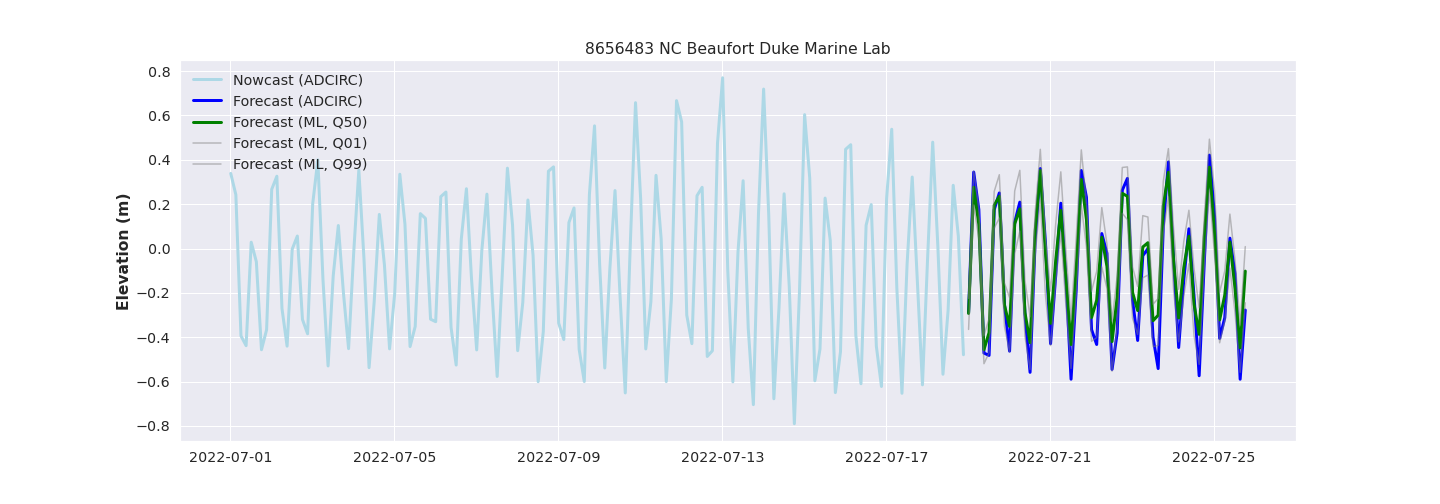 8656483 NC Beaufort Duke Marine Lab
Nowcast (ADCIRC)
Forecast (ADCIRC)
Forecast (ML, Q50)
Forecast (ML, Q01)
Forecast (ML, Q99)
Elevation (m)
0.8
0.6
0.4
0.2
0.0
−0.2
−0.4
−0.6
−0.8
2022-07-01
2022-07-05
2022-07-09
2022-07-13
2022-07-17
2022-07-21
2022-07-25